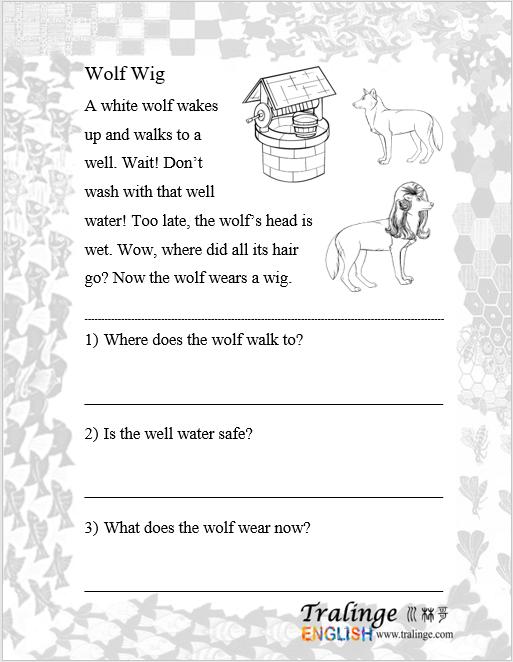 Wolf Wig
A white wolf wakes
up and walks to a
well. Wait! Don’t
wash with that well
water! Too late, the wolf’s head is
wet. Wow, where did all its hair
go? Now the wolf wears a wig.
1) Where does the wolf walk to?
2) Is the well water safe?
3) What does the wolf wear now?
Tralinge
ENGLISH www.tralinge.com